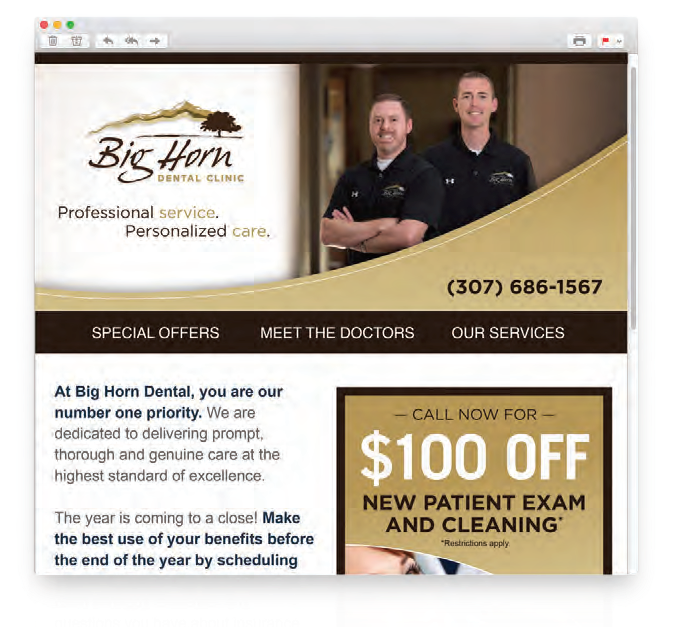 Big Horn
DENTAL CLINIC
Professional service.
Personalized care.
(307) 686-1567
SPECIAL OFFERS MEET THE DOCTORS OUR SERVICES
At Big Horn Dental, you are our
number one priority. We are
dedicated to delivering prompt,
thorough and genuine care at the
highest standard of excellence.
The year is coming to a close! Make
the best use of your benefits before
the end of the year by scheduling
— CALL NOW FOR —
$100 OFF
NEW PATIENT EXAM
AND CLEANING*
*Restrictions apply